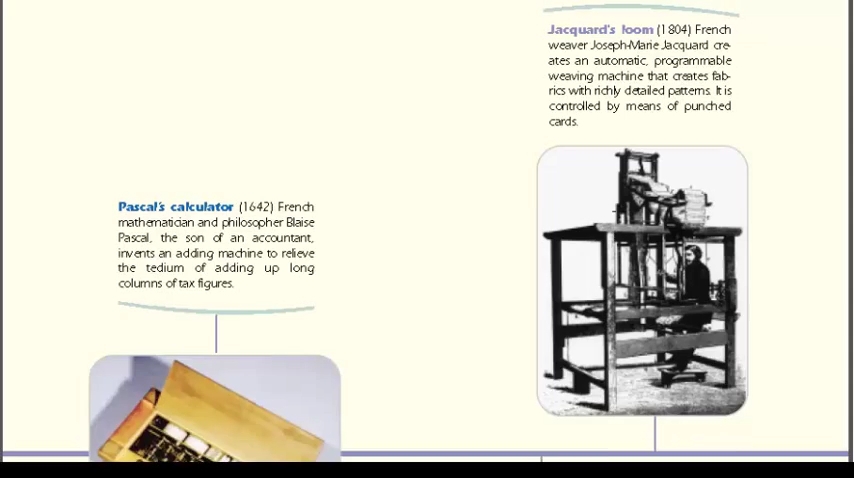 Jacquard's loom (1804) French
weaver Joseph-Marie Jacquard cre-
ates an automatic, programmable
weaving machine that creates fab-
rics with richly detailed patterns. It is
controlled by means of punched
cards.
Pascal's calculator (1642) French
mathematician and philosopher Blaise
Pascal, the son of an accountant,
invents an adding machine to relieve
the tedium of adding up long
columns of tax figures.